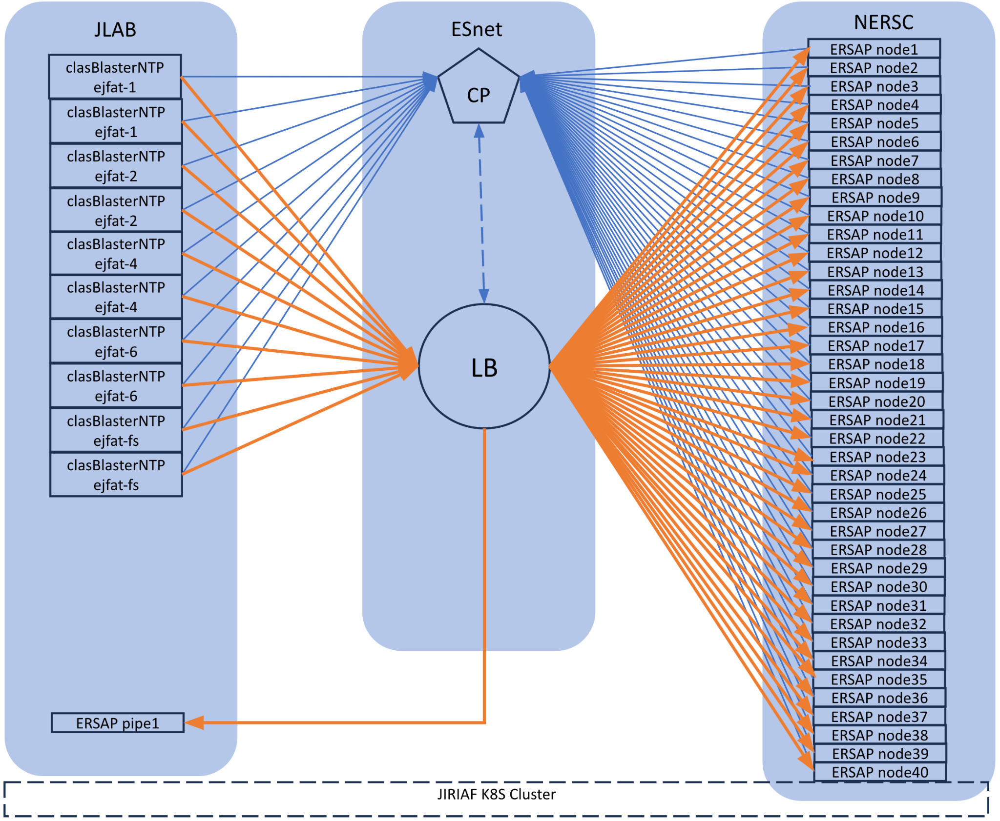 JLAB
clasBlasterNTP
ejfat-1
clasBlasterNTP
ejfat-1
clasBlasterNTP
ejfat-2
clasBlasterNTP
ejfat-2
clasBlasterNTP
ejfat-4
clasBlasterNTP
ejfat-4
clasBlasterNTP
ejfat-6
clasBlasterNTP
ejfat-6
clasBlasterNTP
ejfat-fs
clasBlasterNTP
ejfat-fs
ERSAP pipe1
ESnet
CP
LB
NERSC
ERSAP node1
ERSAP node2
ERSAP node3
ERSAP node4
ERSAP node5
ERSAP node6
ERSAP node7
ERSAP node8
ERSAP node9
ERSAP node10
ERSAP node11
ERSAP node12
ERSAP node13
ERSAP node14
ERSAP node15
ERSAP node16
ERSAP node17
ERSAP node18
ERSAP node19
ERSAP node20
ERSAP node21
ERSAP node22
ERSAP node23
ERSAP node24
ERSAP node25
ERSAP node26
ERSAP node27
ERSAP node28
ERSAP node29
ERSAP node30
ERSAP node31
ERSAP node32
ERSAP node33
ERSAP node34
ERSAP node35
ERSAP node36
ERSAP node37
ERSAP node38
ERSAP node39
ERSAP node40
JIRIAF K8S Cluster